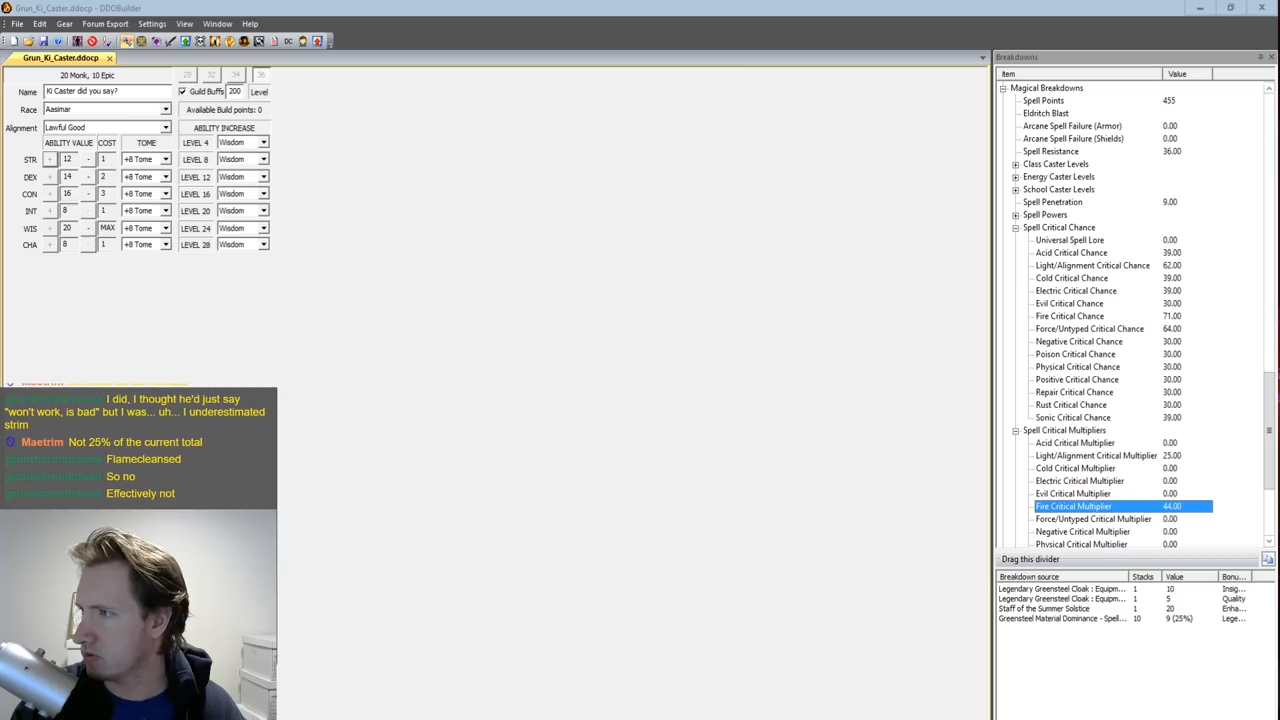 Grun_Ki_Caster.ddocp - DDOBuilder
File Edit Gear Forum Export Settings View Window Help
DC
Grun_Ki_Caster.ddocp x
20 Monk, 10 Epic 28 32 34 36
Name Ki Caster did you say? Guild Buffs 200 Level
Race Aasimar Available Build points: 0
Alignment Lawful Good ABILITY INCREASE
ABILITY VALUE COST TOME LEVEL 4 Wisdom
STR + 12 - 1 +8 Tome LEVEL 8 Wisdom
DEX + 14 - 2 +8 Tome LEVEL 12 Wisdom
CON + 16 - 3 +8 Tome LEVEL 16 Wisdom
INT + 8 - 1 +8 Tome LEVEL 20 Wisdom
WIS + 20 - MAX +8 Tome LEVEL 24 Wisdom
CHA + 8 - 1 +8 Tome LEVEL 28 Wisdom
I did, I thought he'd just say
"won't work, is bad" but I was... uh... I underestimated
strim
Maetrim Not 25% of the current total
Flamecleansed
So no
Effectively not
Breakdowns
Item Value
Magical Breakdowns
Spell Points 455
Eldritch Blast
Arcane Spell Failure (Armor) 0.00
Arcane Spell Failure (Shields) 0.00
Spell Resistance 36.00
Class Caster Levels
Energy Caster Levels
School Caster Levels
Spell Penetration 9.00
Spell Powers
Spell Critical Chance
Universal Spell Lore 0.00
Acid Critical Chance 39.00
Light/Alignment Critical Chance 62.00
Cold Critical Chance 39.00
Electric Critical Chance 39.00
Evil Critical Chance 30.00
Fire Critical Chance 71.00
Force/Untyped Critical Chance 64.00
Negative Critical Chance 30.00
Poison Critical Chance 30.00
Physical Critical Chance 30.00
Positive Critical Chance 30.00
Repair Critical Chance 30.00
Rust Critical Chance 30.00
Sonic Critical Chance 39.00
Spell Critical Multipliers
Acid Critical Multiplier 0.00
Light/Alignment Critical Multiplier 25.00
Cold Critical Multiplier 0.00
Electric Critical Multiplier 0.00
Evil Critical Multiplier 0.00
Fire Critical Multiplier 44.00
Force/Untyped Critical Multiplier 0.00
Negative Critical Multiplier 0.00
Physical Critical Multiplier 0.00
Drag this divider
Breakdown source Stacks Value Bonu...
Legendary Greensteel Cloak : Equipm... 1 10 Insig...
Legendary Greensteel Cloak : Equipm... 1 5 Quality
Staff of the Summer Solstice 1 20 Enha...
Greensteel Material Dominance - Spell... 10 9 (25%) Lege...